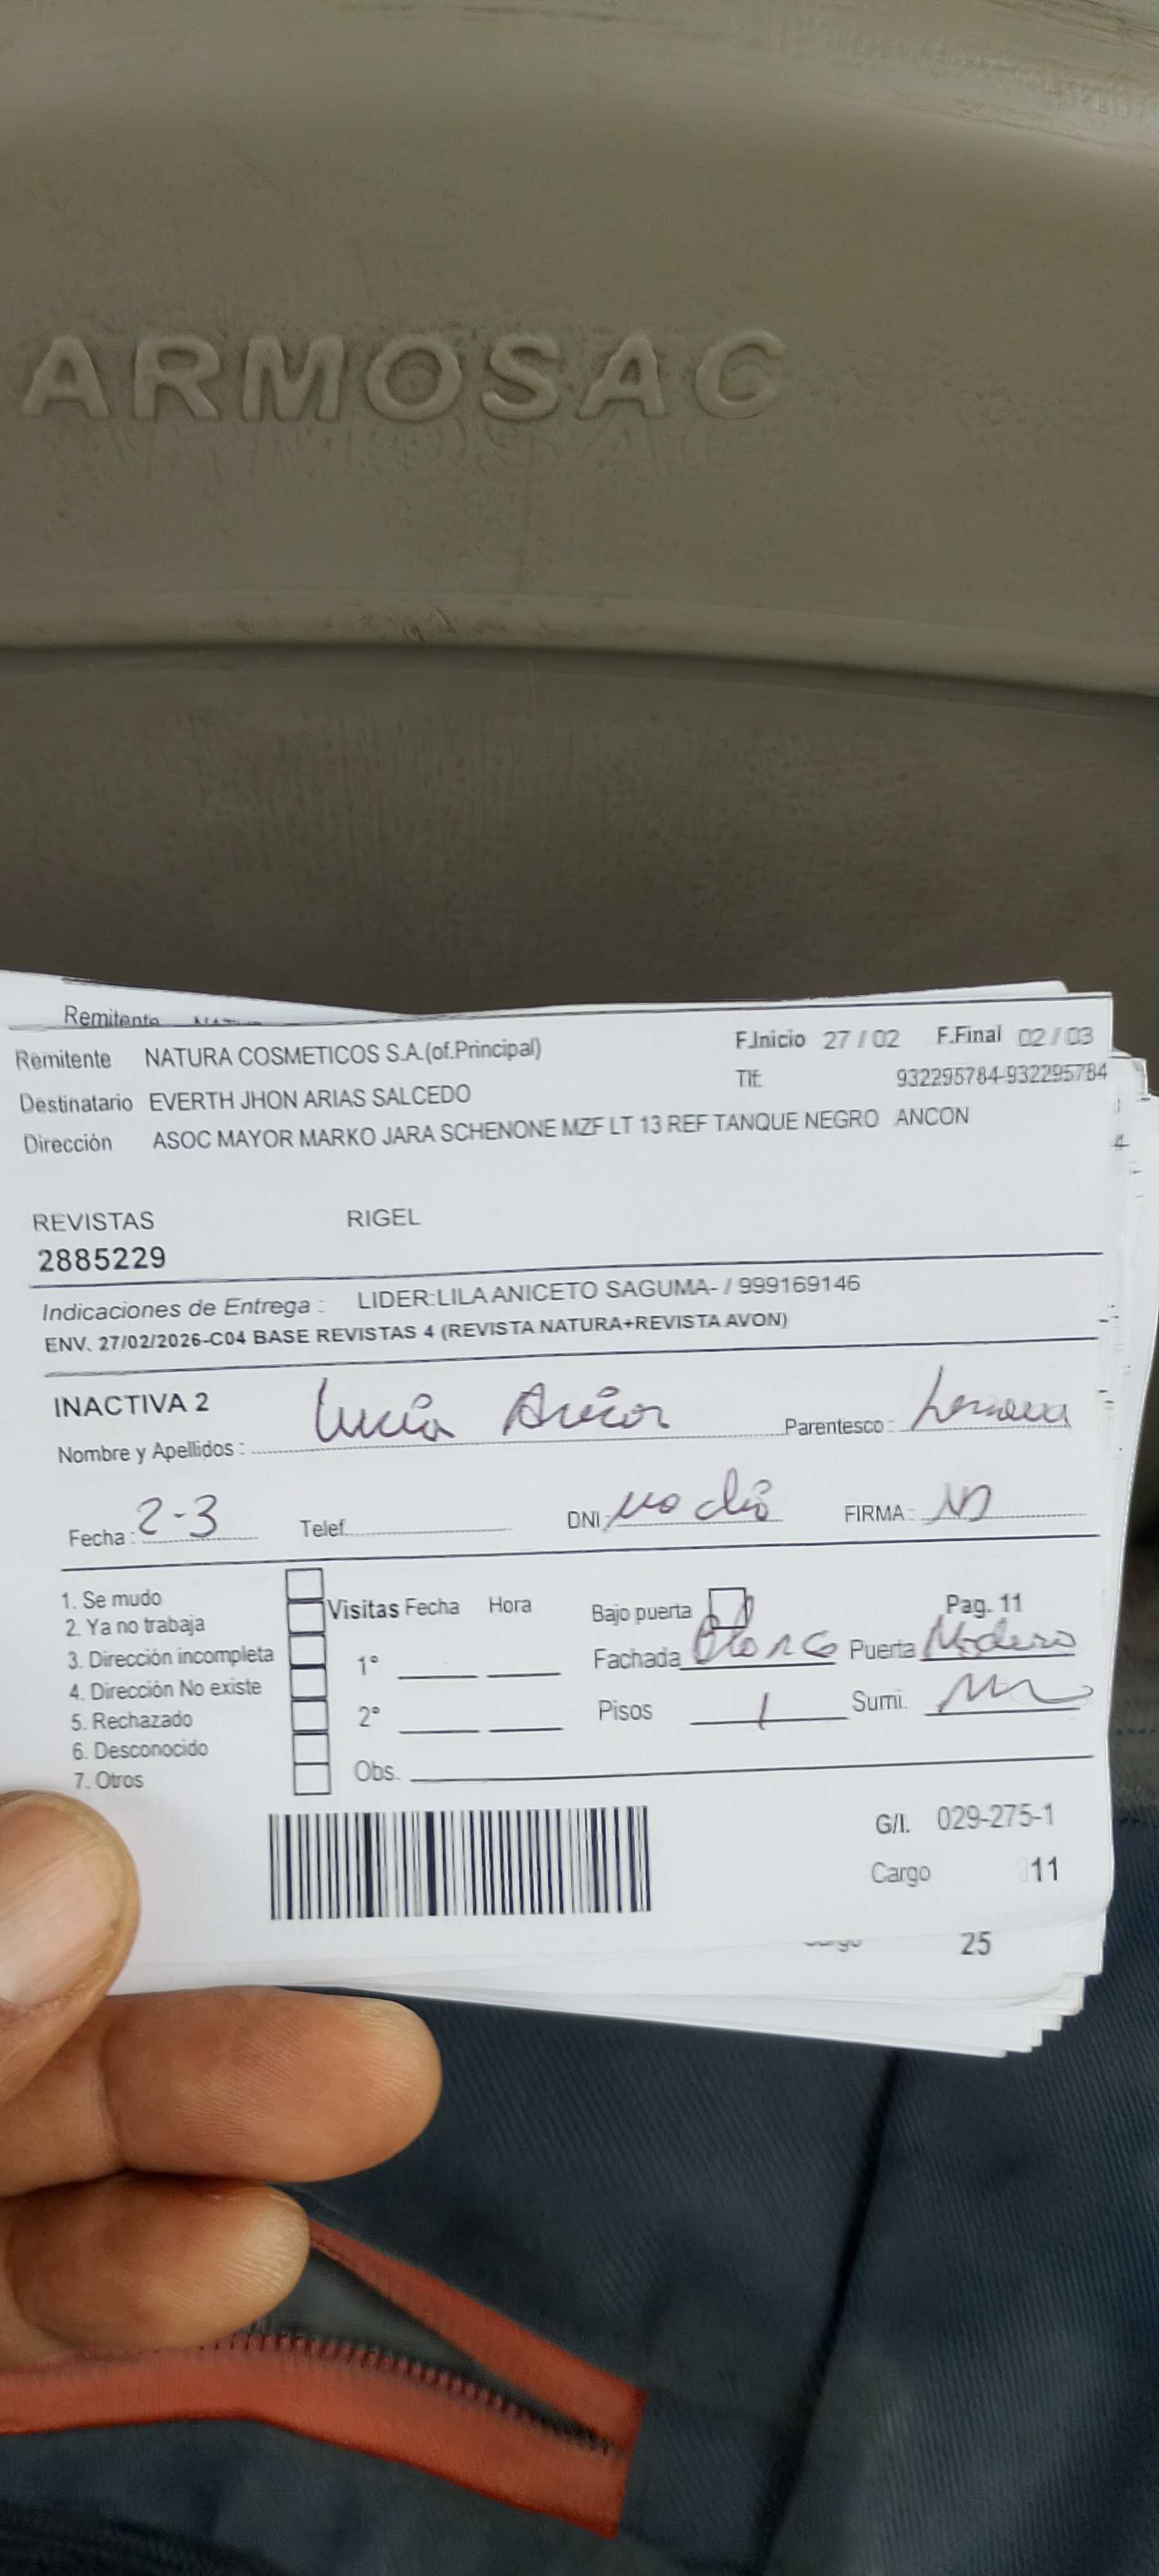 ARMOSAC
Remitente
Remitente NATURA COSMETICOS S.A.(of.Principal) F.Inicio 27 / 02 F.Final 02 / 03
Tlf: 932295784-932295784
Destinatario EVERTH JHON ARIAS SALCEDO
Dirección ASOC MAYOR MARKO JARA SCHENONE MZF LT 13 REF TANQUE NEGRO ANCON
REVISTAS RIGEL
2885229
Indicaciones de Entrega : LIDER:LILA ANICETO SAGUMA- / 999169146
ENV. 27/02/2026-C04 BASE REVISTAS 4 (REVISTA NATURA+REVISTA AVON)
INACTIVA 2
Nombre y Apellidos : Lucía Parentesco :
Fecha : 2-3 Telef. DNI no dio FIRMA :
1. Se mudo
2. Ya no trabaja
3. Dirección incompleta
4. Dirección No existe
5. Rechazado
6. Desconocido
7. Otros
Visitas Fecha Hora
1°
2°
Obs.
Bajo puerta Pag. 11
Fachada Blanco Puerta Madera
Pisos 1 Sumi.
G/I. 029-275-1
Cargo 11
Cargo 25